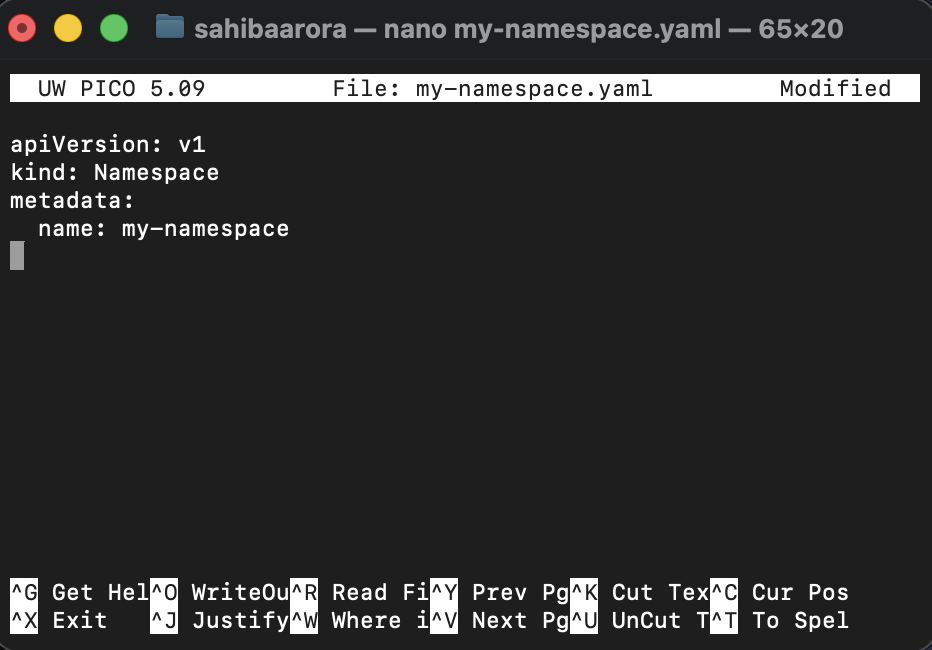 sahibaarora — nano my-namespace.yaml — 65×20
UW PICO 5.09 File: my-namespace.yaml Modified
apiVersion: v1
kind: Namespace
metadata:
  name: my-namespace
^G Get Hel^O WriteOu^R Read Fi^Y Prev Pg^K Cut Tex^C Cur Pos
^X Exit ^J Justify^W Where i^V Next Pg^U UnCut T^T To Spel